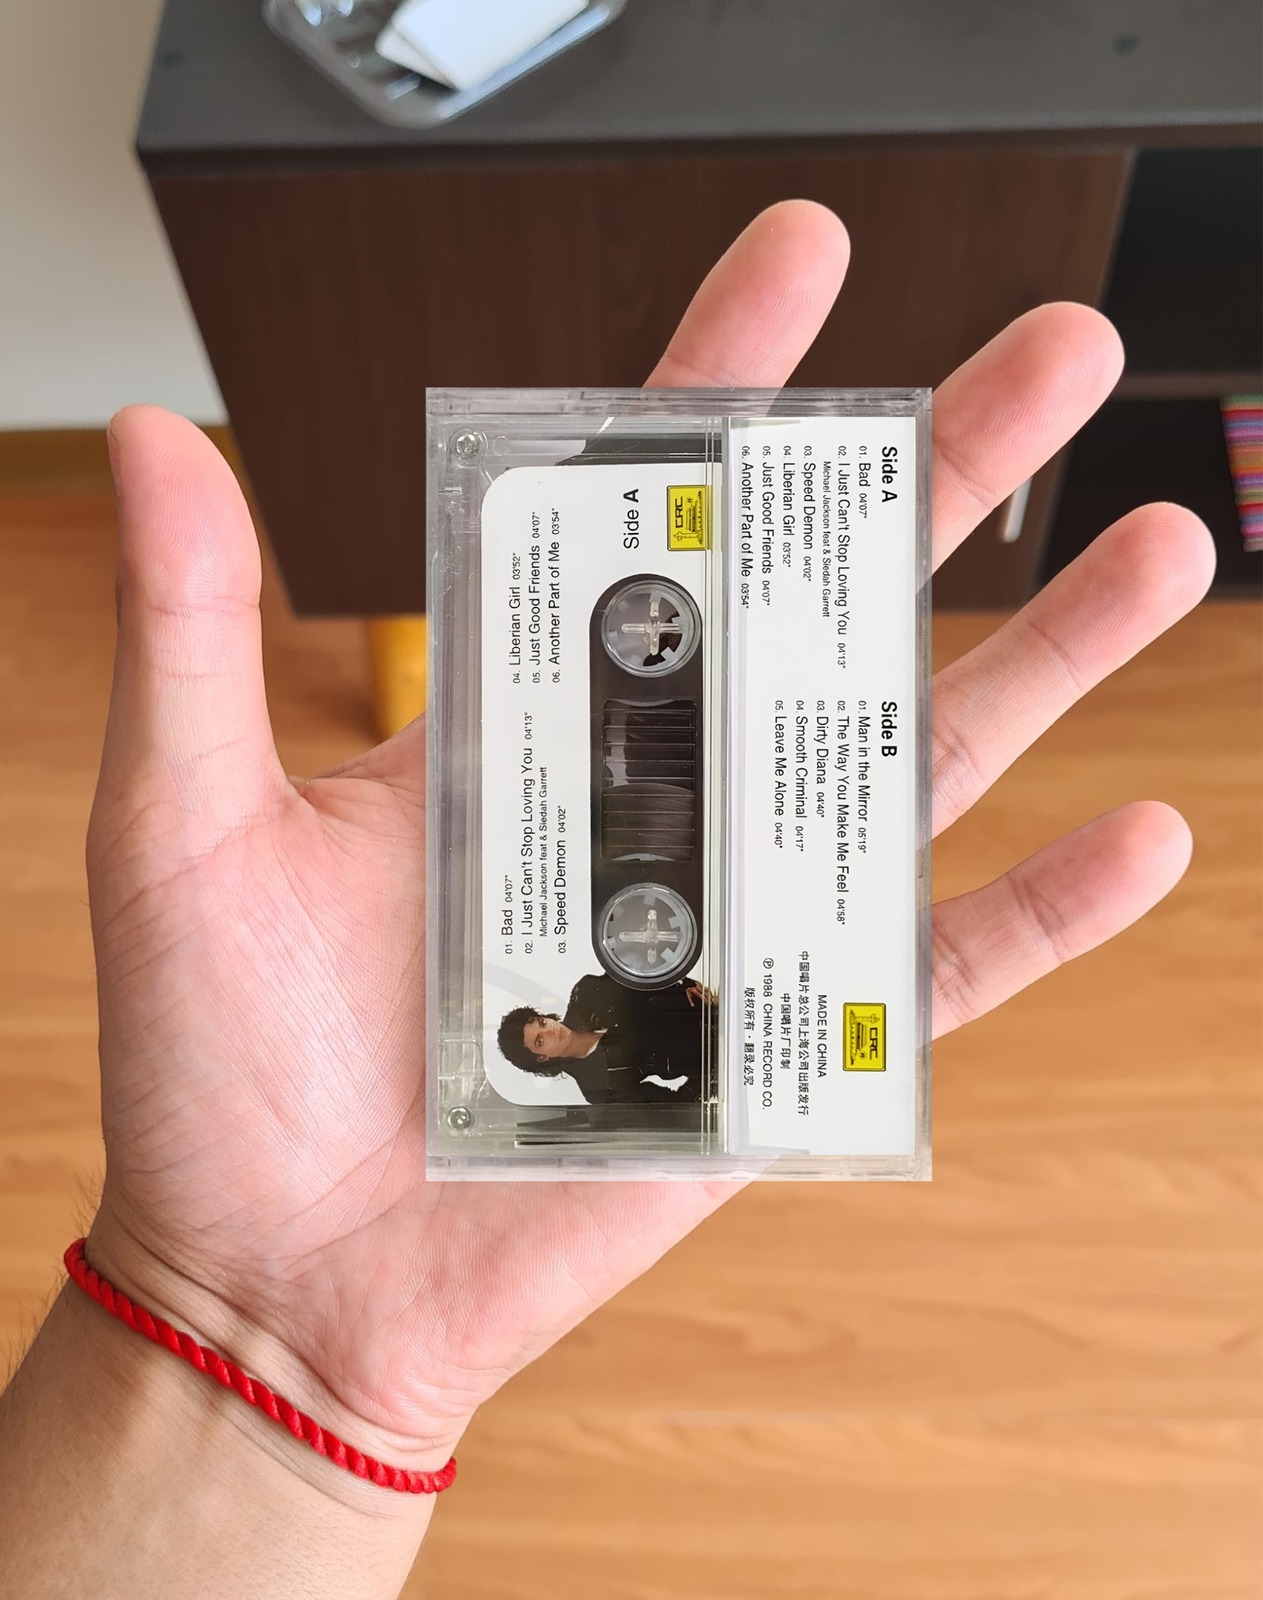 Side A
01. Bad 04'07"
02. I Just Can't Stop Loving You 04'13"
Michael Jackson feat & Siedah Garrett
03. Speed Demon 04'02"
04. Liberian Girl 03'52"
05. Just Good Friends 04'07"
06. Another Part of Me 03'54"
Side B
01. Man in the Mirror 05'19"
02. The Way You Make Me Feel 04'58"
03. Dirty Diana 04'40"
04. Smooth Criminal 04'17"
05. Leave Me Alone 04'40"
CRC
MADE IN CHINA
中国唱片总公司上海公司出版发行
中国唱片厂印制
℗ 1988 CHINA RECORD CO.
版权所有·翻录必究
CRC
Side A
01. Bad 04'07"
02. I Just Can't Stop Loving You 04'13"
Michael Jackson feat & Siedah Garrett
03. Speed Demon 04'02"
04. Liberian Girl 03'52"
05. Just Good Friends 04'07"
06. Another Part of Me 03'54"